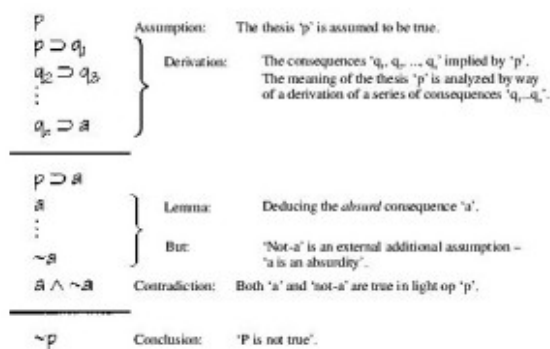 p Assumption: The thesis 'p' is assumed to be true.
p ⊃ q₁
q₂ ⊃ q₃ Derivation: The consequences 'q₁, q₂, ..., qₙ' implied by 'p'.
⋮ The meaning of the thesis 'p' is analyzed by way
of a derivation of a series of consequences 'q₁...qₙ'.
qₙ ⊃ a
p ⊃ a
a Lemma: Deducing the absurd consequence 'a'.
⋮
~a But: 'Not-a' is an external additional assumption –
'a is an absurdity'.
a ∧ ~a Contradiction: Both 'a' and 'not-a' are true in light op 'p'.
~p Conclusion: 'P is not true'.